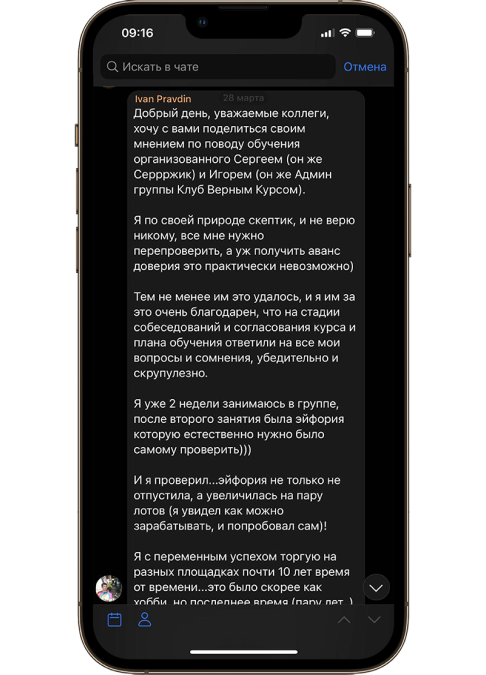 09:16
Искать в чате
Отмена
Ivan Pravdin
28 марта
Добрый день, уважаемые коллеги,
хочу с вами поделиться своим
мнением по поводу обучения
организованного Сергеем (он же
Серрржик) и Игорем (он же Админ
группы Клуб Верным Курсом).
Я по своей природе скептик, и не верю
никому, все мне нужно
перепроверить, а уж получить аванс
доверия это практически невозможно)
Тем не менее им это удалось, и я им за
это очень благодарен, что на стадии
собеседований и согласования курса и
плана обучения ответили на все мои
вопросы и сомнения, убедительно и
скрупулезно.
Я уже 2 недели занимаюсь в группе,
после второго занятия была эйфория
которую естественно нужно было
самому проверить)))
И я проверил...эйфория не только не
отпустила, а увеличилась на пару
лотов (я увидел как можно
зарабатывать, и попробовал сам)!
Я с переменным успехом торгую на
разных площадках почти 10 лет время
от времени...это было скорее как
хобби, но последнее время (пару лет )